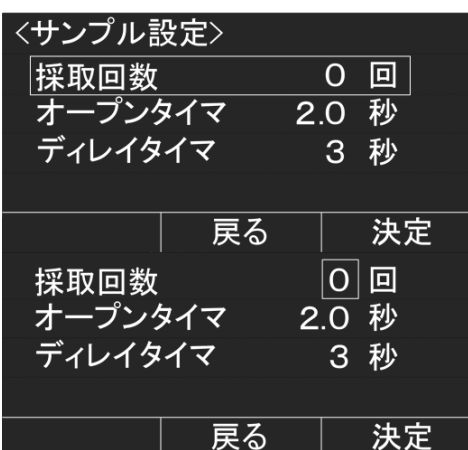 <サンプル設定>
採取回数 0 回
オープンタイマ 2.0 秒
ディレイタイマ 3 秒
戻る 決定
採取回数 0 回
オープンタイマ 2.0 秒
ディレイタイマ 3 秒
戻る 決定